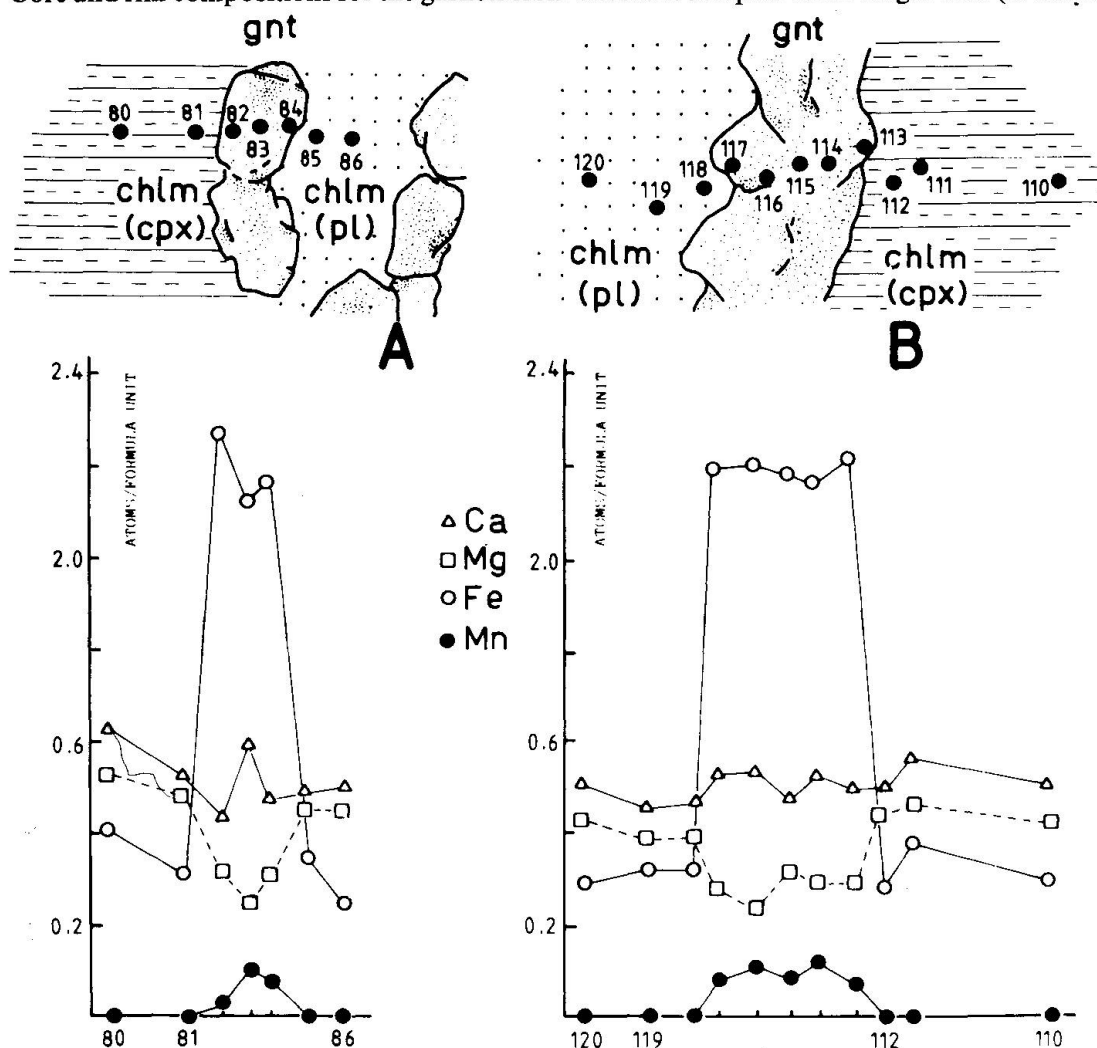 gnt
80 81 82 83 84 85 86
chlm
(cpx)
chlm
(pl)
A
gnt
120 119 118 117 116 115 114 113 112 111 110
chlm
(pl)
chlm
(cpx)
B
2.4
2.0
0.6
0.2
ATOMS/FORMULA UNIT
80 81 86
Ca
Mg
Fe
Mn
2.4
2.0
0.6
0.2
ATOMS/FORMULA UNIT
120 119 112 110